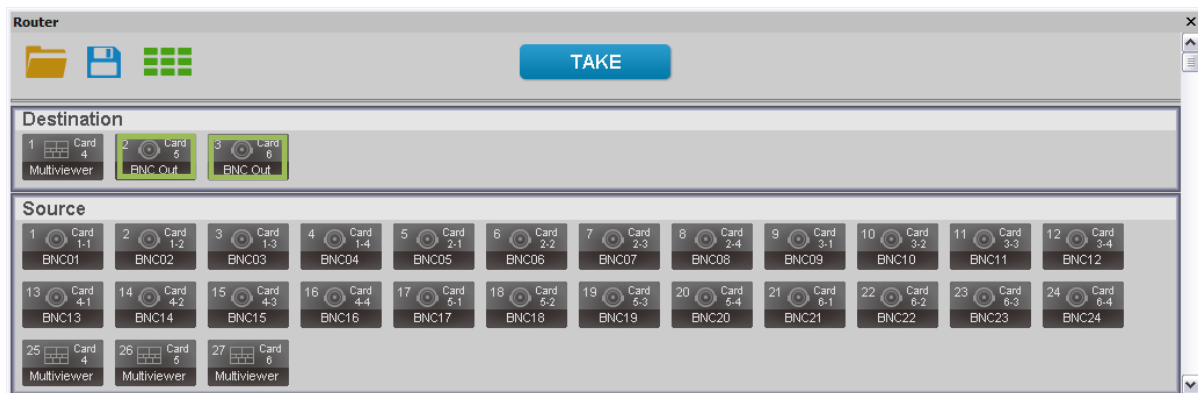 Router
TAKE
Destination
1 Card 4 Multiviewer
2 Card 5 BNC Out
3 Card 6 BNC Out
Source
1 Card 1-1 BNC01
2 Card 1-2 BNC02
3 Card 1-3 BNC03
4 Card 1-4 BNC04
5 Card 2-1 BNC05
6 Card 2-2 BNC06
7 Card 2-3 BNC07
8 Card 2-4 BNC08
9 Card 3-1 BNC09
10 Card 3-2 BNC10
11 Card 3-3 BNC11
12 Card 3-4 BNC12
13 Card 4-1 BNC13
14 Card 4-2 BNC14
15 Card 4-3 BNC15
16 Card 4-4 BNC16
17 Card 5-1 BNC17
18 Card 5-2 BNC18
19 Card 5-3 BNC19
20 Card 5-4 BNC20
21 Card 6-1 BNC21
22 Card 6-2 BNC22
23 Card 6-3 BNC23
24 Card 6-4 BNC24
25 Card 4 Multiviewer
26 Card 5 Multiviewer
27 Card 6 Multiviewer